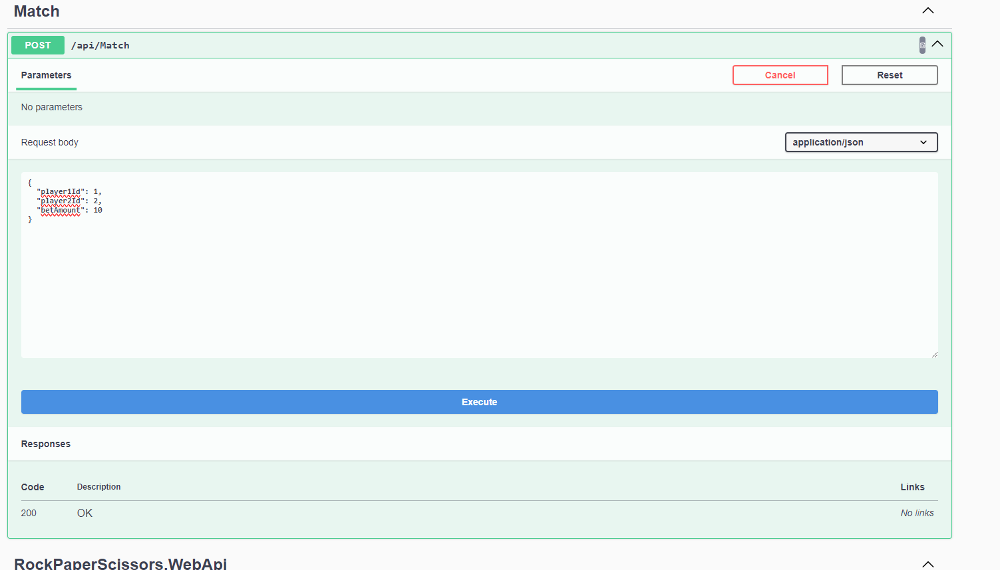 Match
POST /api/Match
Parameters Cancel Reset
No parameters
Request body application/json
{
"player1Id": 1,
"player2Id": 2,
"betAmount": 10
}
Execute
Responses
Code Description Links
200 OK No links
RockPaperScissors.WebApi